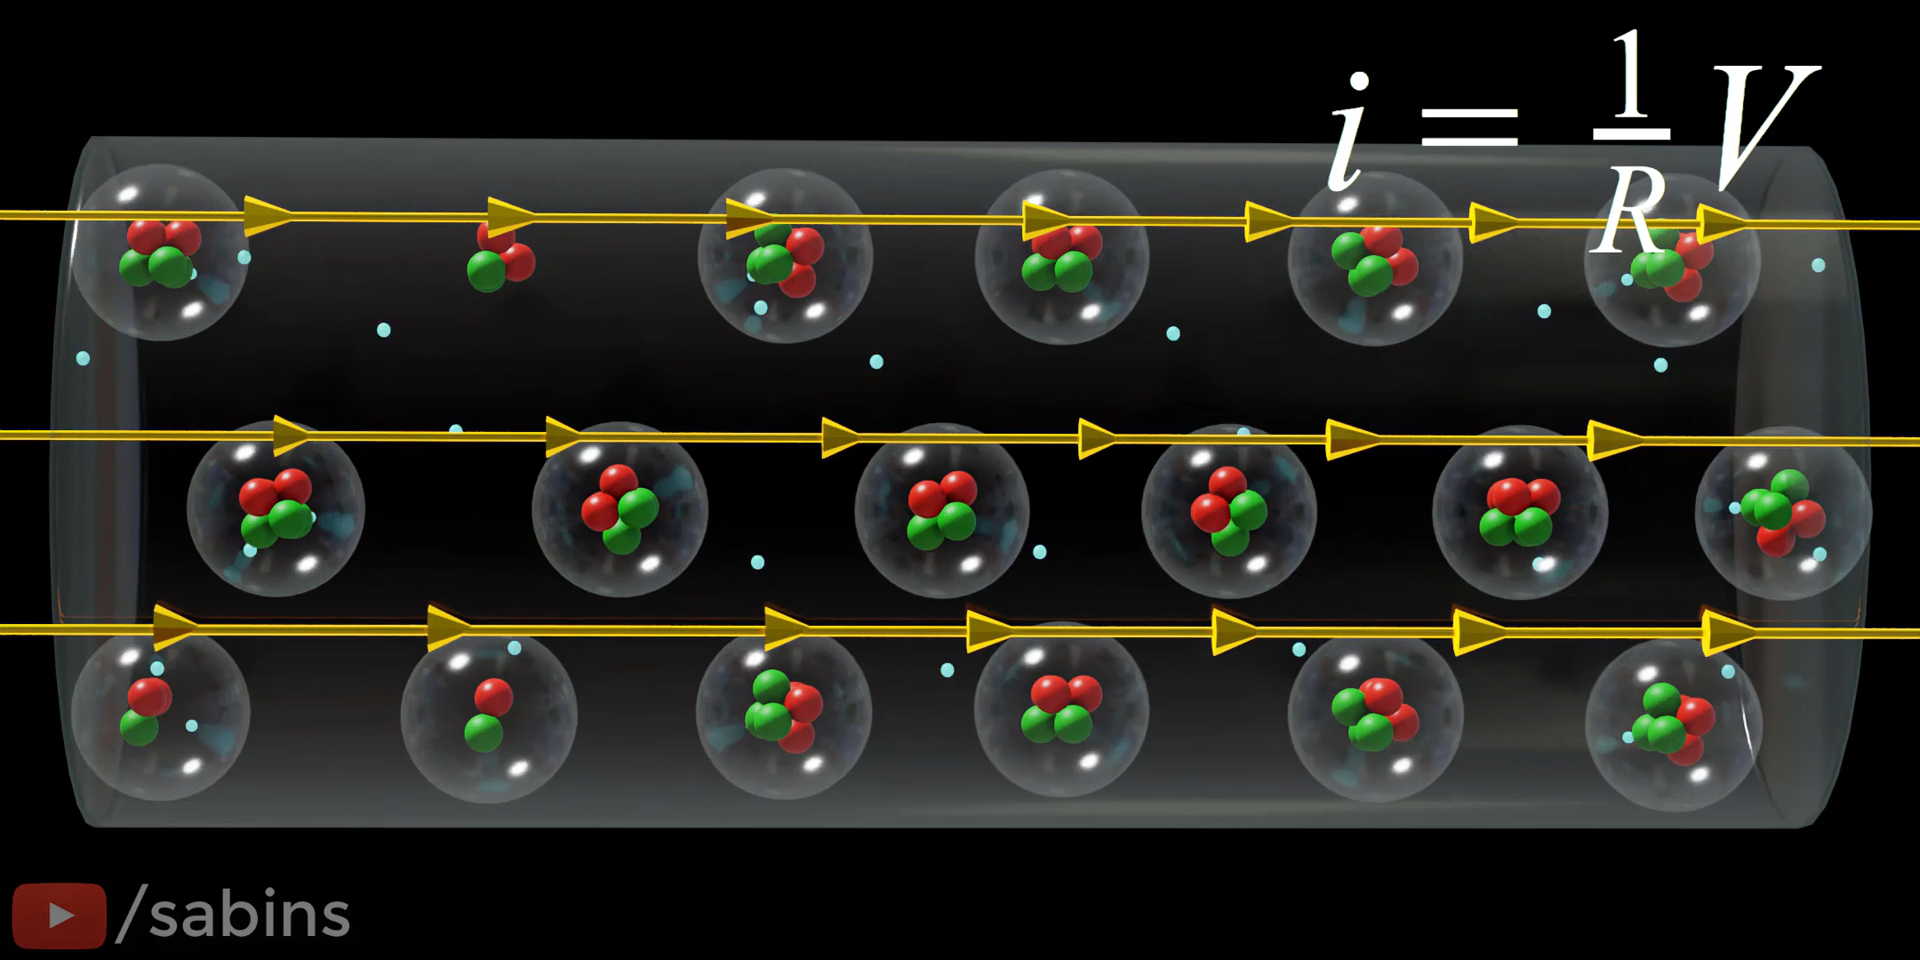 i = 1/R V
/sabins